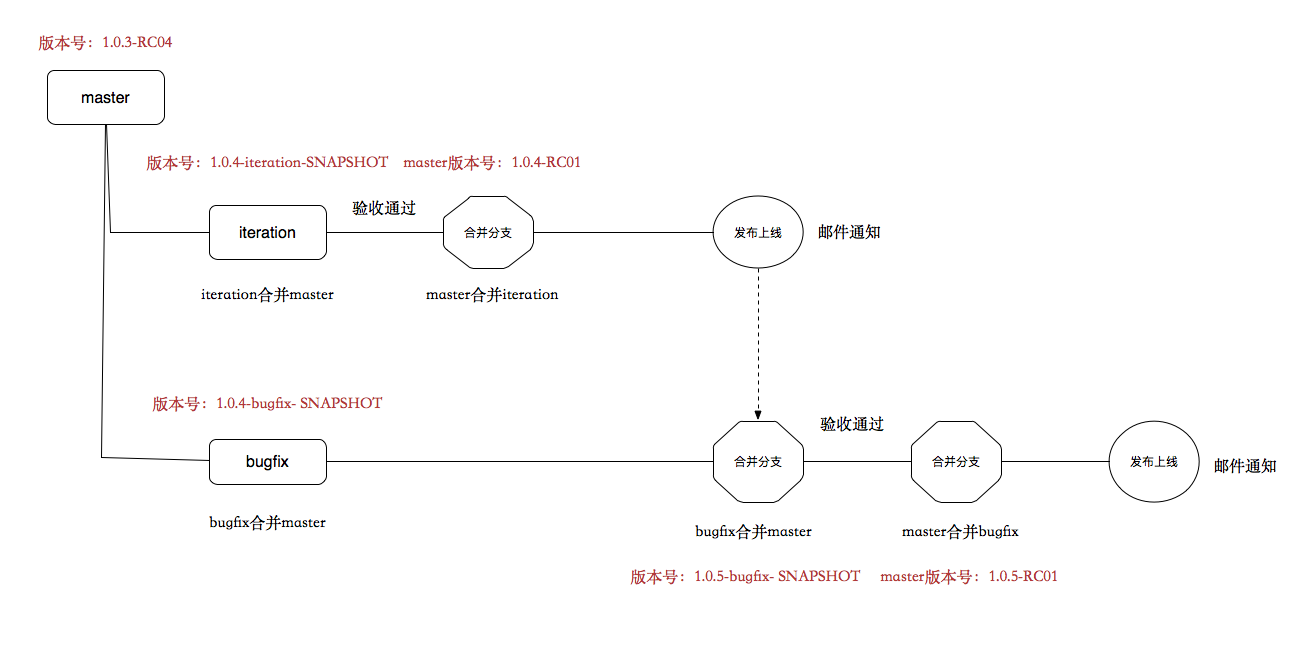 版本号：1.0.3-RC04
master
版本号：1.0.4-iteration-SNAPSHOT master版本号：1.0.4-RC01
iteration
验收通过
合并分支
发布上线
邮件通知
iteration合并master
master合并iteration
版本号：1.0.4-bugfix- SNAPSHOT
bugfix
合并分支
验收通过
合并分支
发布上线
邮件通知
bugfix合并master
bugfix合并master
master合并bugfix
版本号：1.0.5-bugfix- SNAPSHOT master版本号：1.0.5-RC01